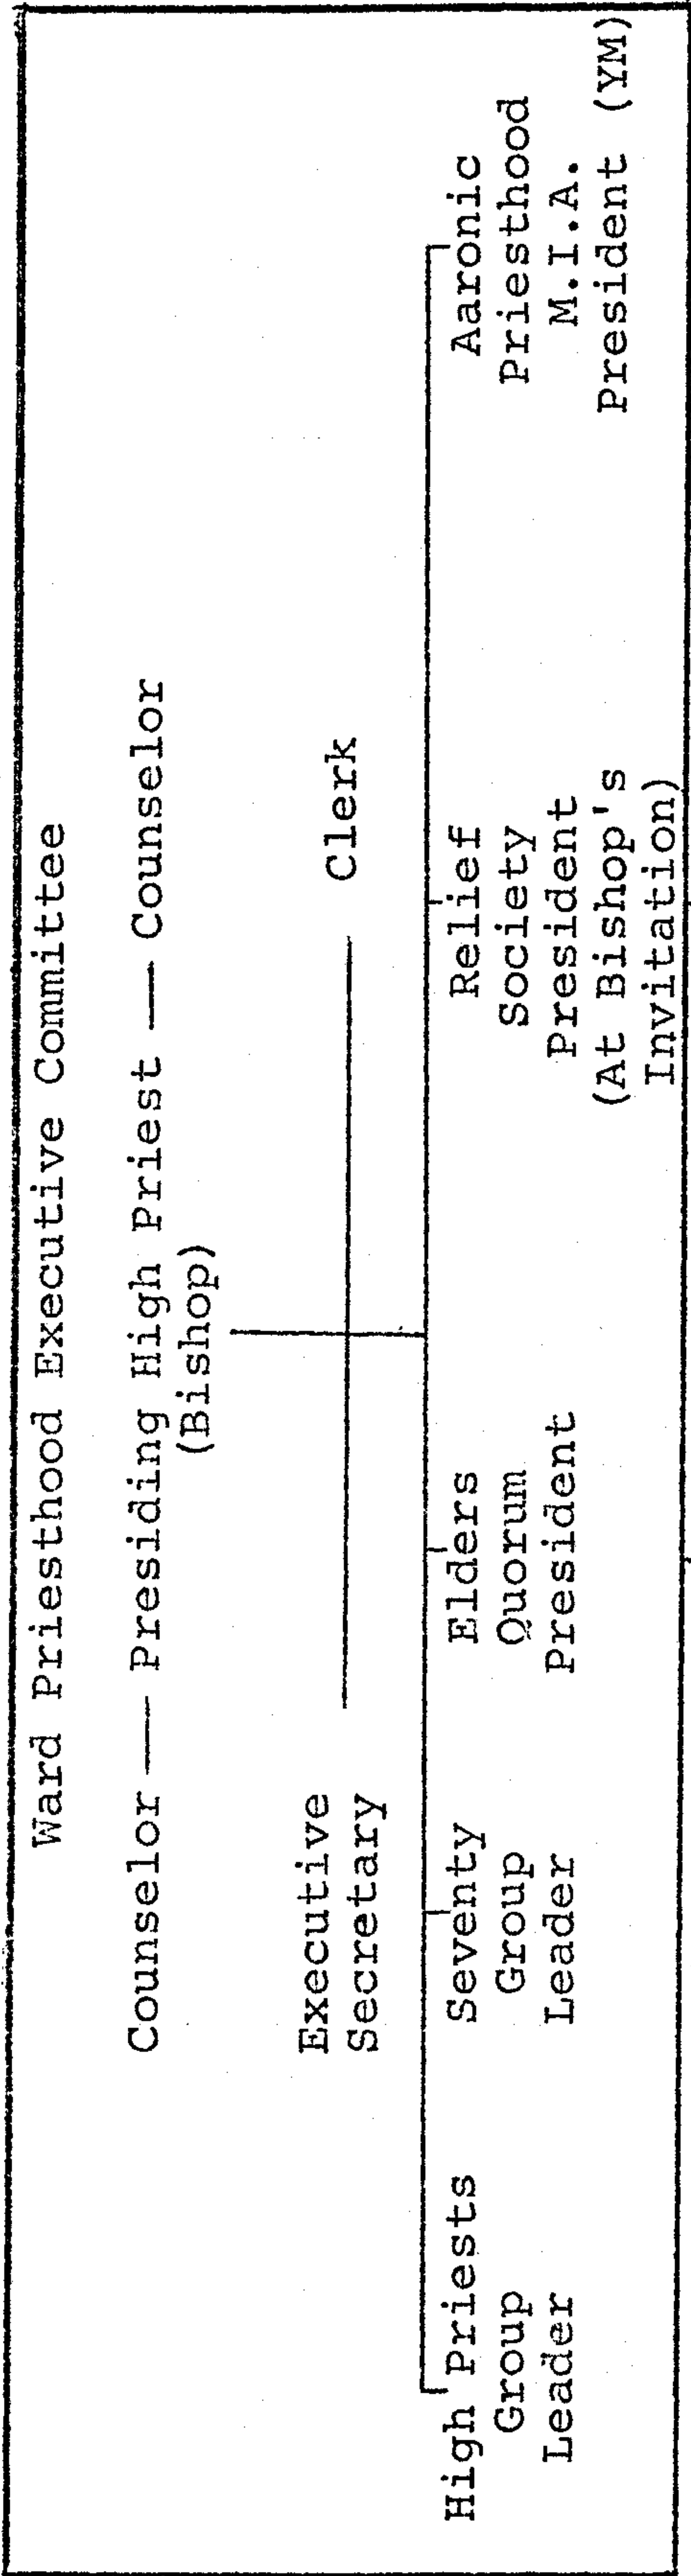 Ward Priesthood Executive Committee
Counselor — Presiding High Priest — Counselor
(Bishop)
Executive
Secretary
Clerk
High Priests
Group
Leader
Seventy
Group
Leader
Elders
Quorum
President
Relief
Society
President
(At Bishop's
Invitation)
Aaronic
Priesthood
M.I.A.
President (YM)